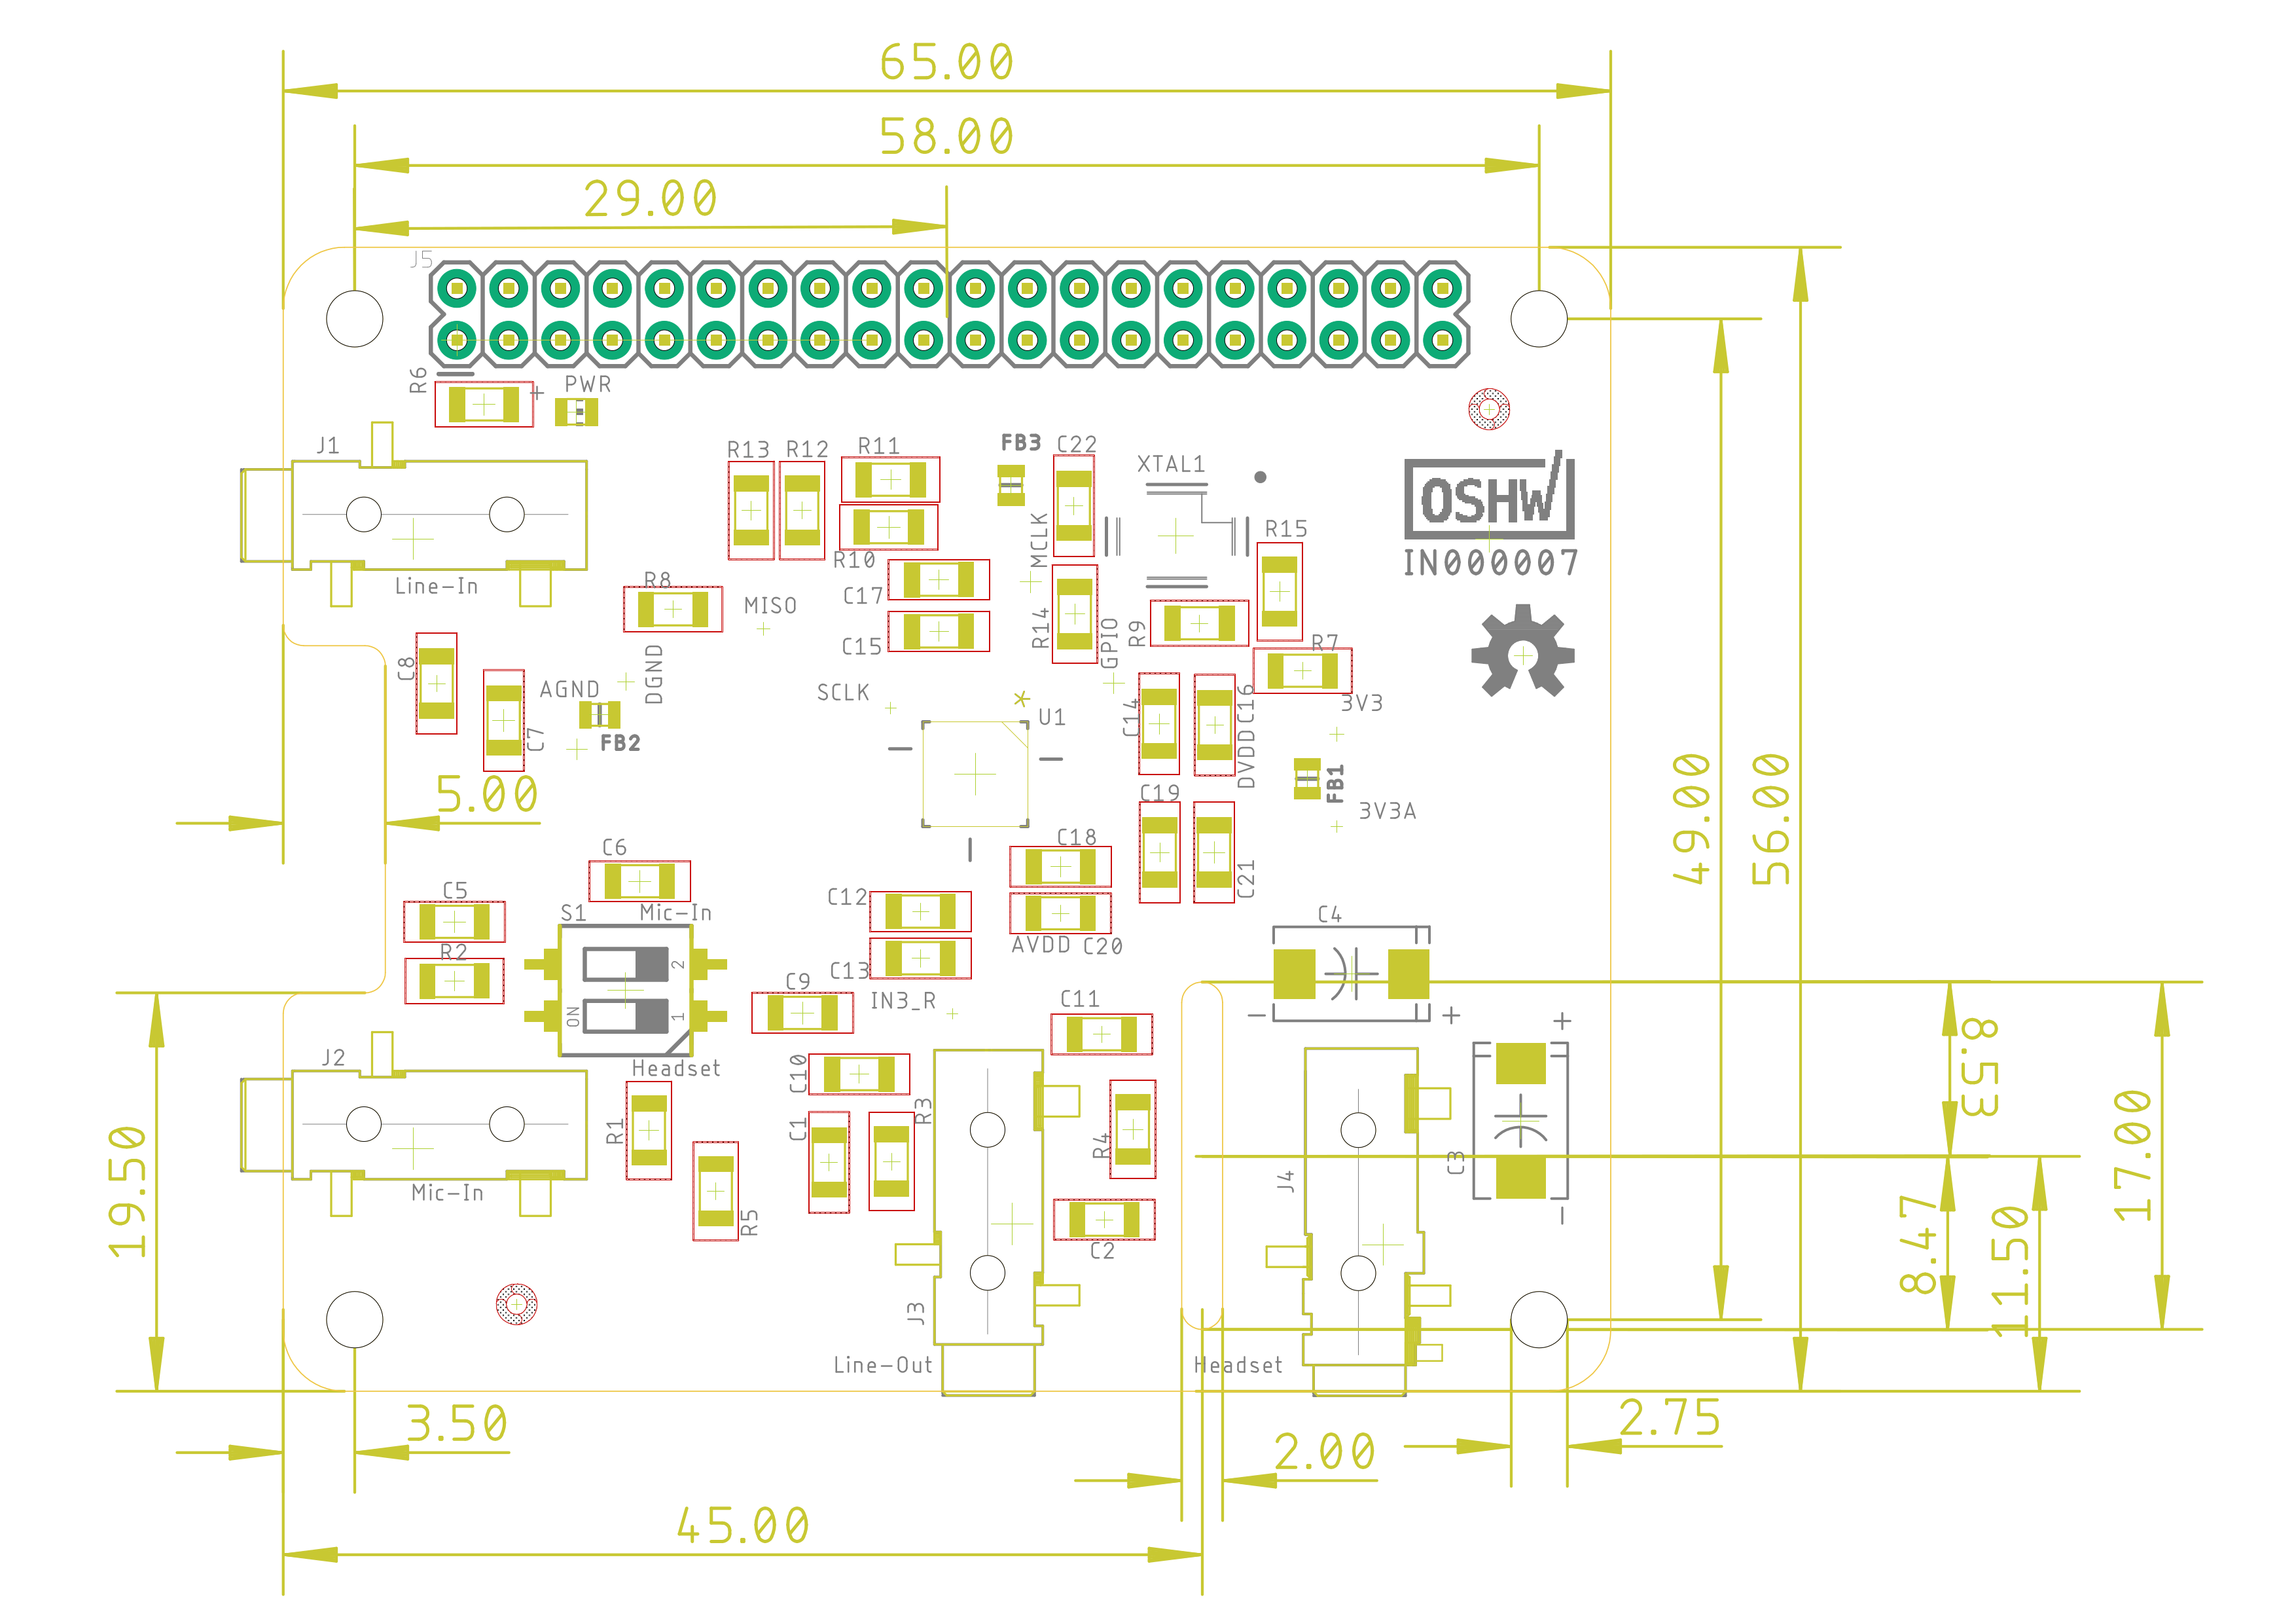 65.00
58.00
29.00
J5
R6
+
PWR
J1
R13
R12
R11
FB3
C22
XTAL1
OSHW
IN000007
R10
MCLK
R15
Line-In
R8
C17
MISO
C15
R14
GPIO
R9
R7
C8
AGND
DGND
SCLK
*
U1
C14
DVDD
C16
3V3
C7
FB2
5.00
FB1
3V3A
49.00
56.00
C19
C18
C6
C5
S1
Mic-In
C12
C21
C4
R2
2
AVDD
C20
C13
C9
IN3_R
C11
ON
1
-
+
+
8.53
J2
Headset
C10
R3
R1
C1
R4
J4
C3
17.00
19.50
Mic-In
R5
C2
-
8.47
11.50
J3
Line-Out
Headset
3.50
2.75
2.00
45.00